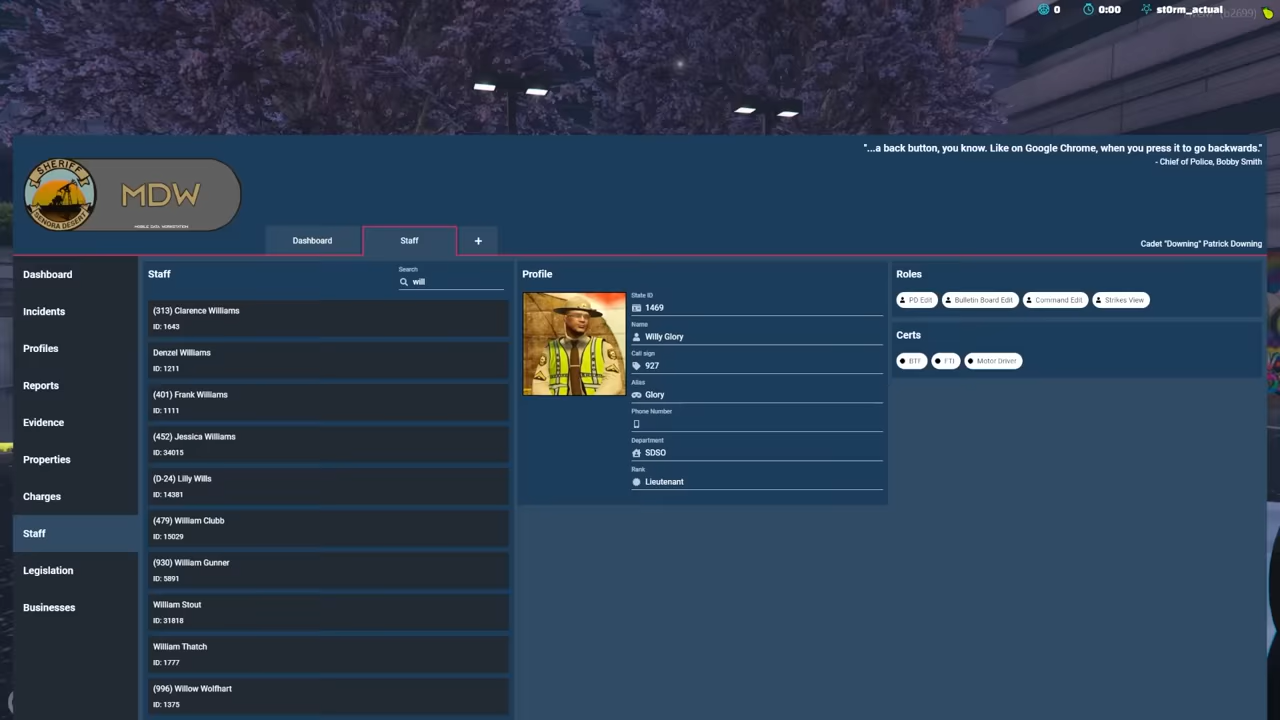 0
0:00
st0rm_actual
(b2699)
"...a back button, you know. Like on Google Chrome, when you press it to go backwards."
- Chief of Police, Bobby Smith
SHERIFF
SENORA DESERT
MDW
MOBILE DATA WORKSTATION
Dashboard
Staff
+
Cadet "Downing" Patrick Downing
Dashboard
Incidents
Profiles
Reports
Evidence
Properties
Charges
Staff
Legislation
Businesses
Staff
Search
will
(313) Clarence Williams
ID: 1643
Denzel Williams
ID: 1211
(401) Frank Williams
ID: 1111
(452) Jessica Williams
ID: 34015
(D-24) Lilly Wills
ID: 14381
(479) William Clubb
ID: 15029
(930) William Gunner
ID: 5891
William Stout
ID: 31818
William Thatch
ID: 1777
(996) Willow Wolfhart
ID: 1375
Profile
State ID
1469
Name
Willy Glory
Call sign
927
Alias
Glory
Phone Number
Department
SDSO
Rank
Lieutenant
Roles
PD Edit
Bulletin Board Edit
Command Edit
Strikes View
Certs
BTF
FTI
Motor Driver